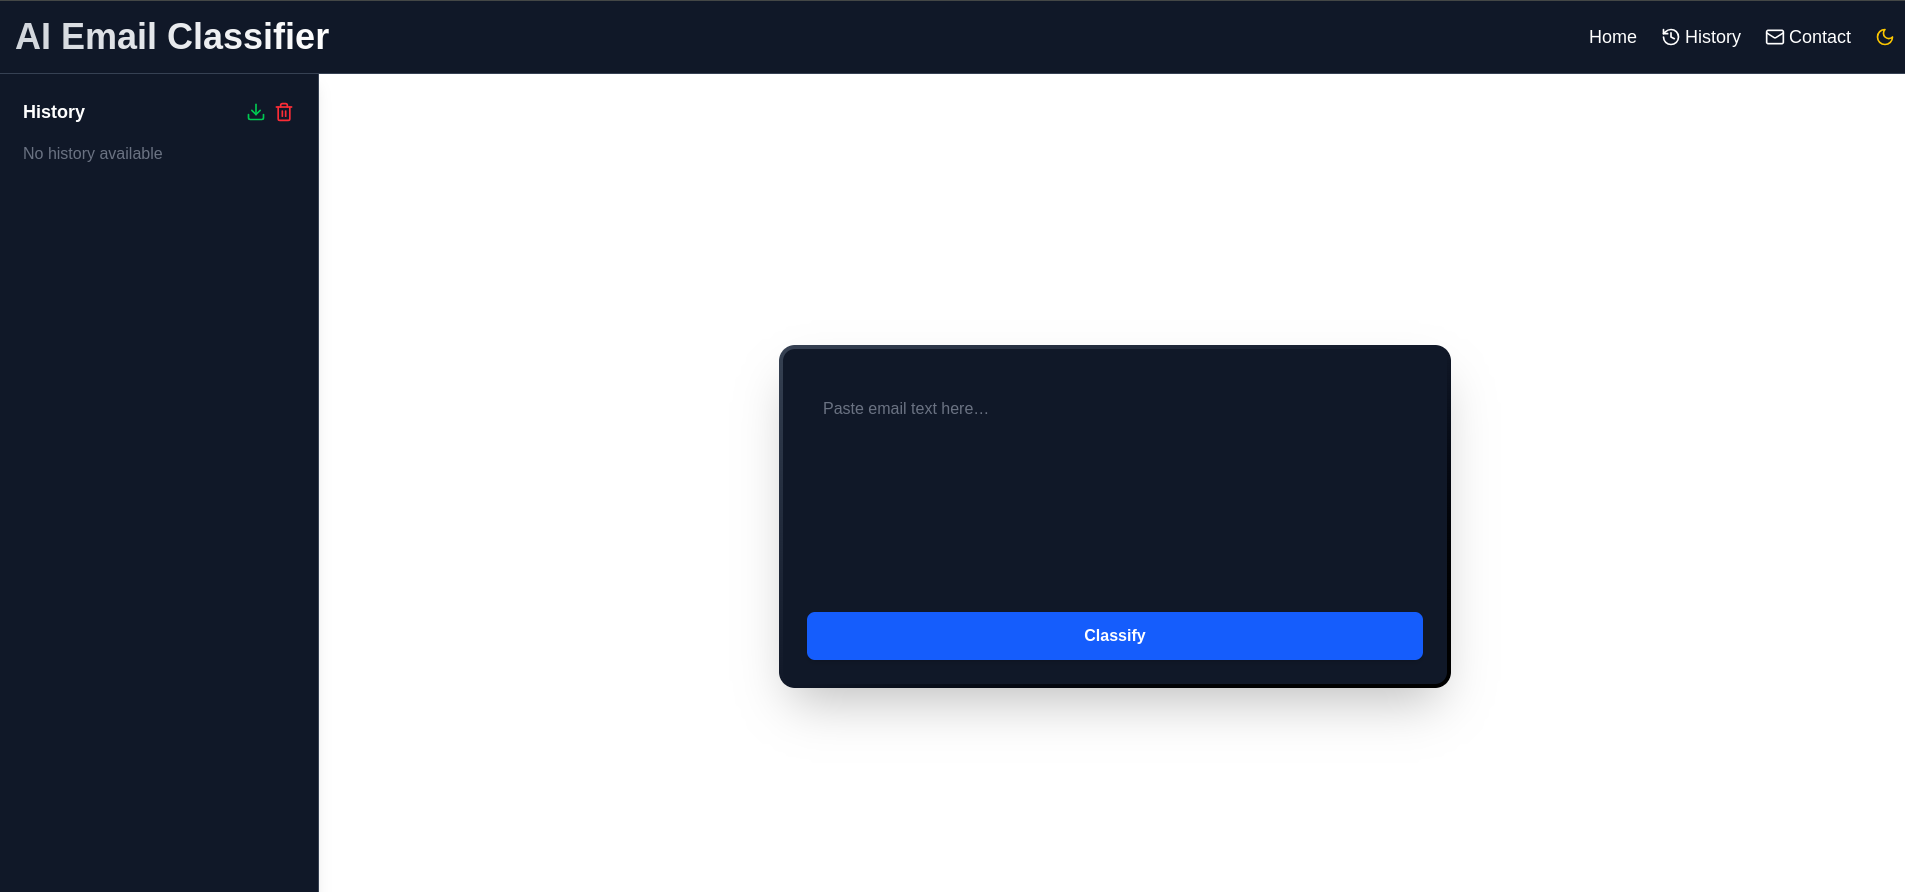 AI Email Classifier
Home
History
Contact
History
No history available
Paste email text here…
Classify